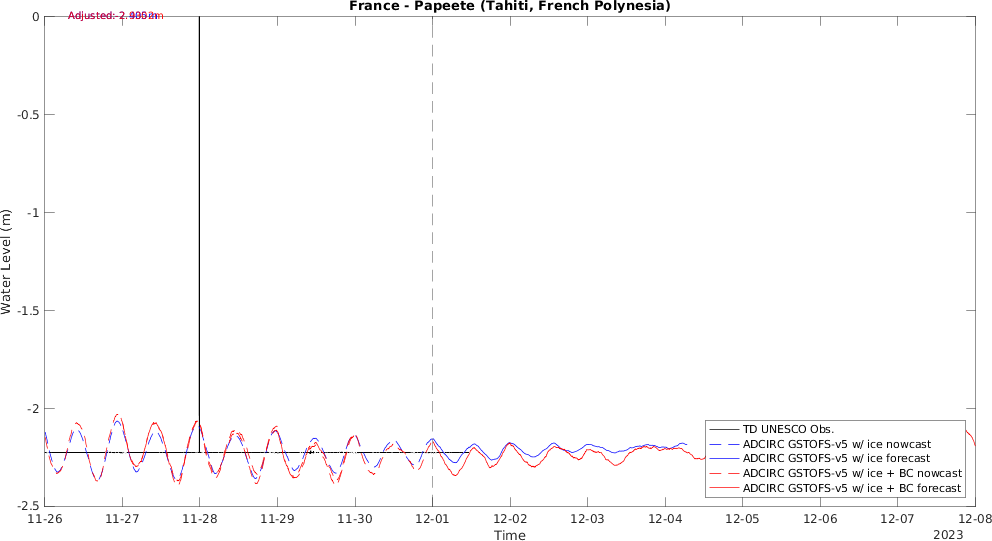 France - Papeete (Tahiti, French Polynesia)
Adjusted:
0
-0.5
-1
-1.5
-2
-2.5
Water Level (m)
TD UNESCO Obs.
ADCIRC GSTOFS-v5 w/ ice nowcast
ADCIRC GSTOFS-v5 w/ ice forecast
ADCIRC GSTOFS-v5 w/ ice + BC nowcast
ADCIRC GSTOFS-v5 w/ ice + BC forecast
11-26 11-27 11-28 11-29 11-30 12-01 12-02 12-03 12-04 12-05 12-06 12-07 12-08
Time
2023